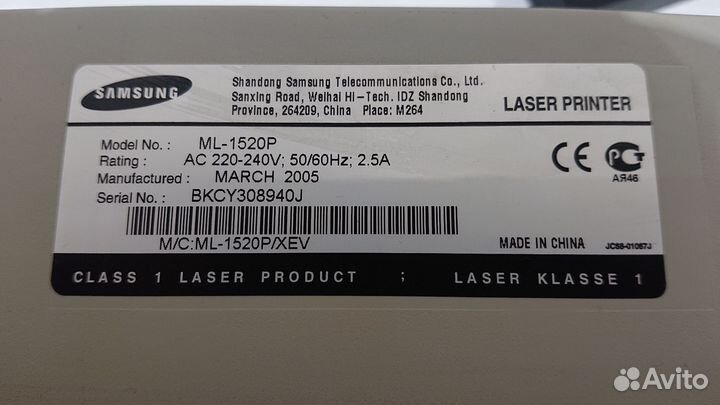 SAMSUNG
Shandong Samsung Telecommunications Co., Ltd.
Sanxing Road, Weihai HI-Tech. IDZ Shandong
Province, 264209, China Place: M264
LASER PRINTER
Model No. : ML-1520P
Rating : AC 220-240V; 50/60Hz; 2.5A
Manufactured : MARCH 2005
Serial No. : BKCY308940J
M/C:ML-1520P/XEV
CE
АЯ46
MADE IN CHINA
JC68-01067J
CLASS 1 LASER PRODUCT ; LASER KLASSE 1
Avito